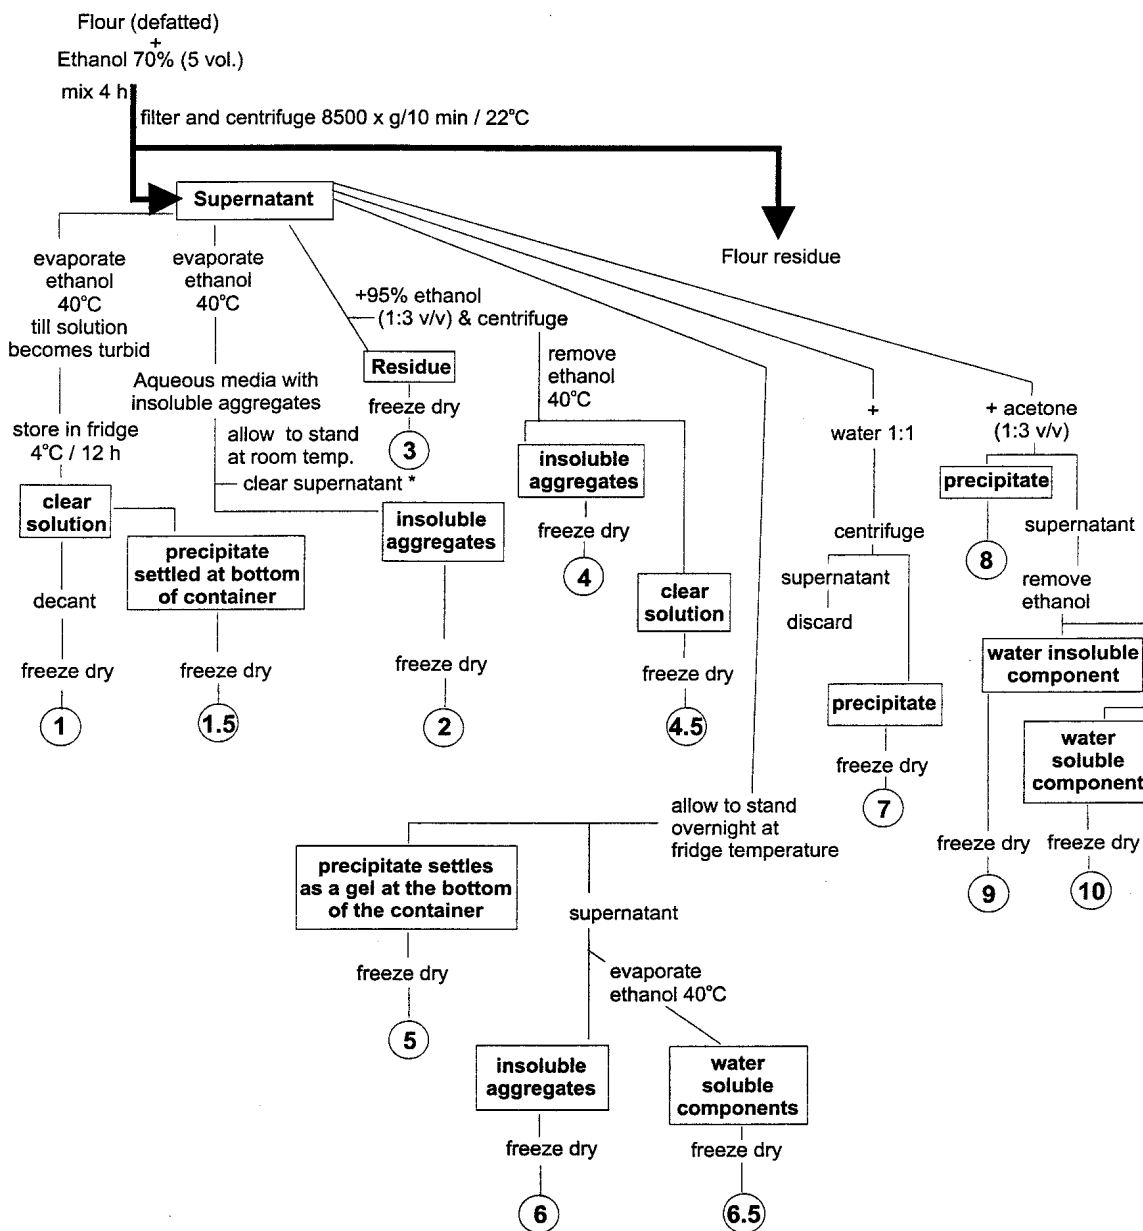 Flour (defatted)
+
Ethanol 70% (5 vol.)
mix 4 h
filter and centrifuge 8500 x g/10 min / 22°C
Supernatant
Flour residue
evaporate
ethanol
40°C
till solution
becomes turbid
store in fridge
4°C / 12 h
clear
solution
decant
freeze dry
1
precipitate
settled at bottom
of container
freeze dry
1.5
evaporate
ethanol
40°C
Aqueous media with
insoluble aggregates
allow to stand
at room temp.
clear supernatant *
insoluble
aggregates
freeze dry
2
+95% ethanol
(1:3 v/v) & centrifuge
Residue
freeze dry
3
remove
ethanol
40°C
insoluble
aggregates
freeze dry
4
clear
solution
freeze dry
4.5
allow to stand
overnight at
fridge temperature
precipitate settles
as a gel at the bottom
of the container
freeze dry
5
supernatant
evaporate
ethanol 40°C
insoluble
aggregates
freeze dry
6
water
soluble
components
freeze dry
6.5
+
water 1:1
centrifuge
supernatant
discard
precipitate
freeze dry
7
+ acetone
(1:3 v/v)
precipitate
8
supernatant
remove
ethanol
water insoluble
component
freeze dry
9
water
soluble
component
freeze dry
10